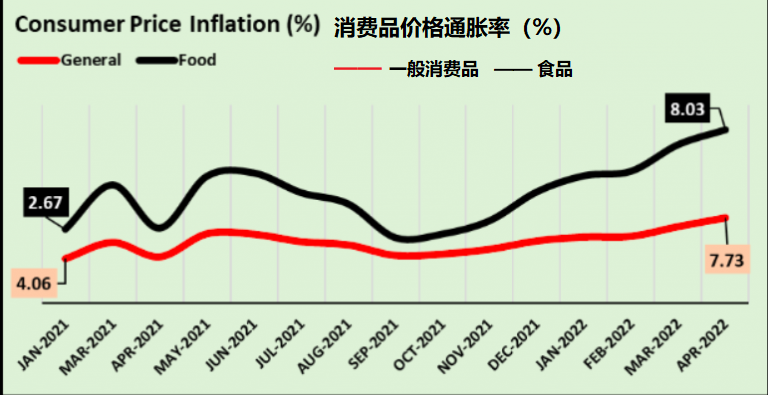 Consumer Price Inflation (%) 消费品价格通胀率（%）
General Food 一般消费品 食品
8.03
2.67
4.06
7.73
JAN-2021 MAR-2021 APR-2021 MAY-2021 JUN-2021 JUL-2021 AUG-2021 SEP-2021 OCT-2021 NOV-2021 DEC-2021 JAN-2022 FEB-2022 MAR-2022 APR-2022